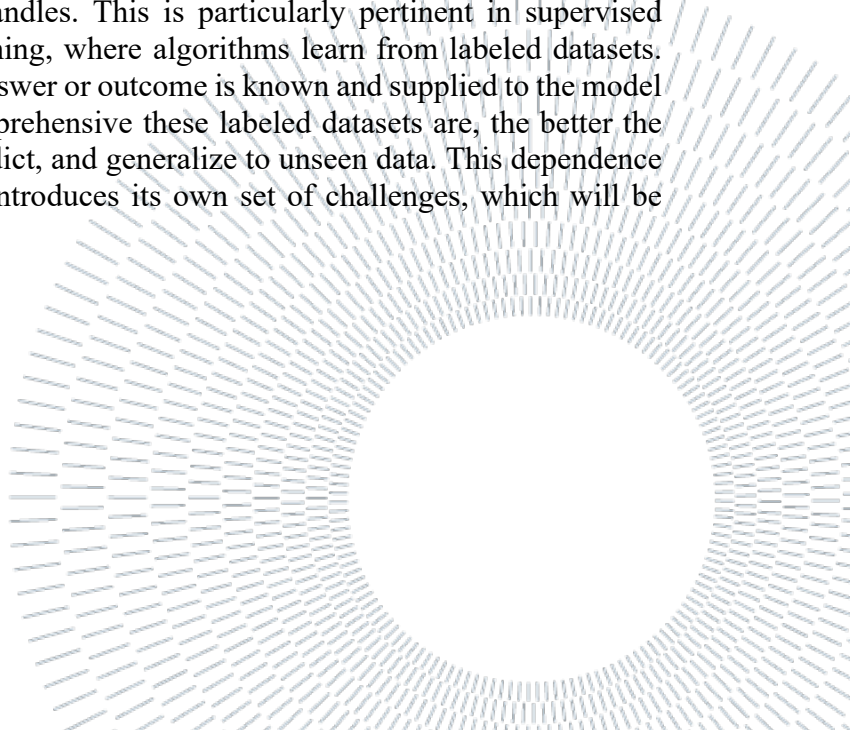 andles. This is particularly pertinent in supervised
ning, where algorithms learn from labeled datasets.
swer or outcome is known and supplied to the model
prehensive these labeled datasets are, the better the
dict, and generalize to unseen data. This dependence
ntroduces its own set of challenges, which will be